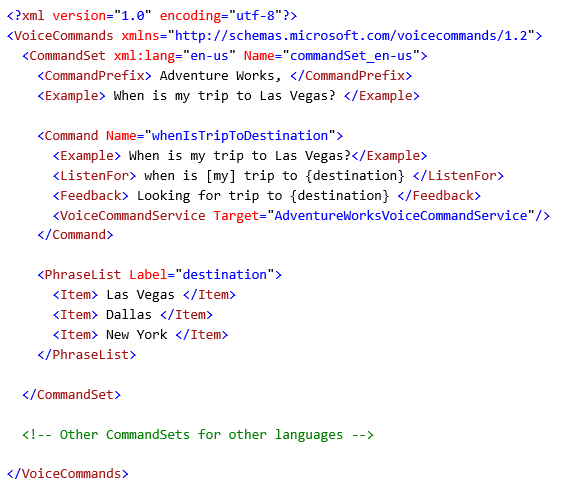 <?xml version="1.0" encoding="utf-8"?>
<VoiceCommands xmlns="http://schemas.microsoft.com/voicecommands/1.2">
  <CommandSet xml:lang="en-us" Name="commandSet_en-us">
    <CommandPrefix> Adventure Works, </CommandPrefix>
    <Example> When is my trip to Las Vegas? </Example>

    <Command Name="whenIsTripToDestination">
      <Example> When is my trip to Las Vegas?</Example>
      <ListenFor> when is [my] trip to {destination} </ListenFor>
      <Feedback> Looking for trip to {destination} </Feedback>
      <VoiceCommandService Target="AdventureWorksVoiceCommandService"/>
    </Command>

    <PhraseList Label="destination">
      <Item> Las Vegas </Item>
      <Item> Dallas </Item>
      <Item> New York </Item>
    </PhraseList>

  </CommandSet>

  <!-- Other CommandSets for other languages -->

</VoiceCommands>